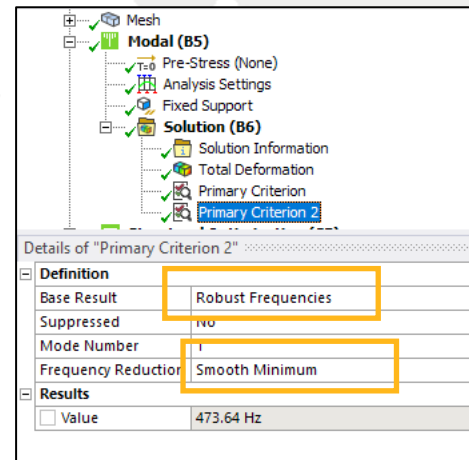 Mesh
Modal (B5)
T=0 Pre-Stress (None)
Analysis Settings
Fixed Support
Solution (B6)
Solution Information
Total Deformation
Primary Criterion
Primary Criterion 2
Details of "Primary Criterion 2"
Definition
Base Result Robust Frequencies
Suppressed No
Mode Number 1
Frequency Reduction Smooth Minimum
Results
Value 473.64 Hz